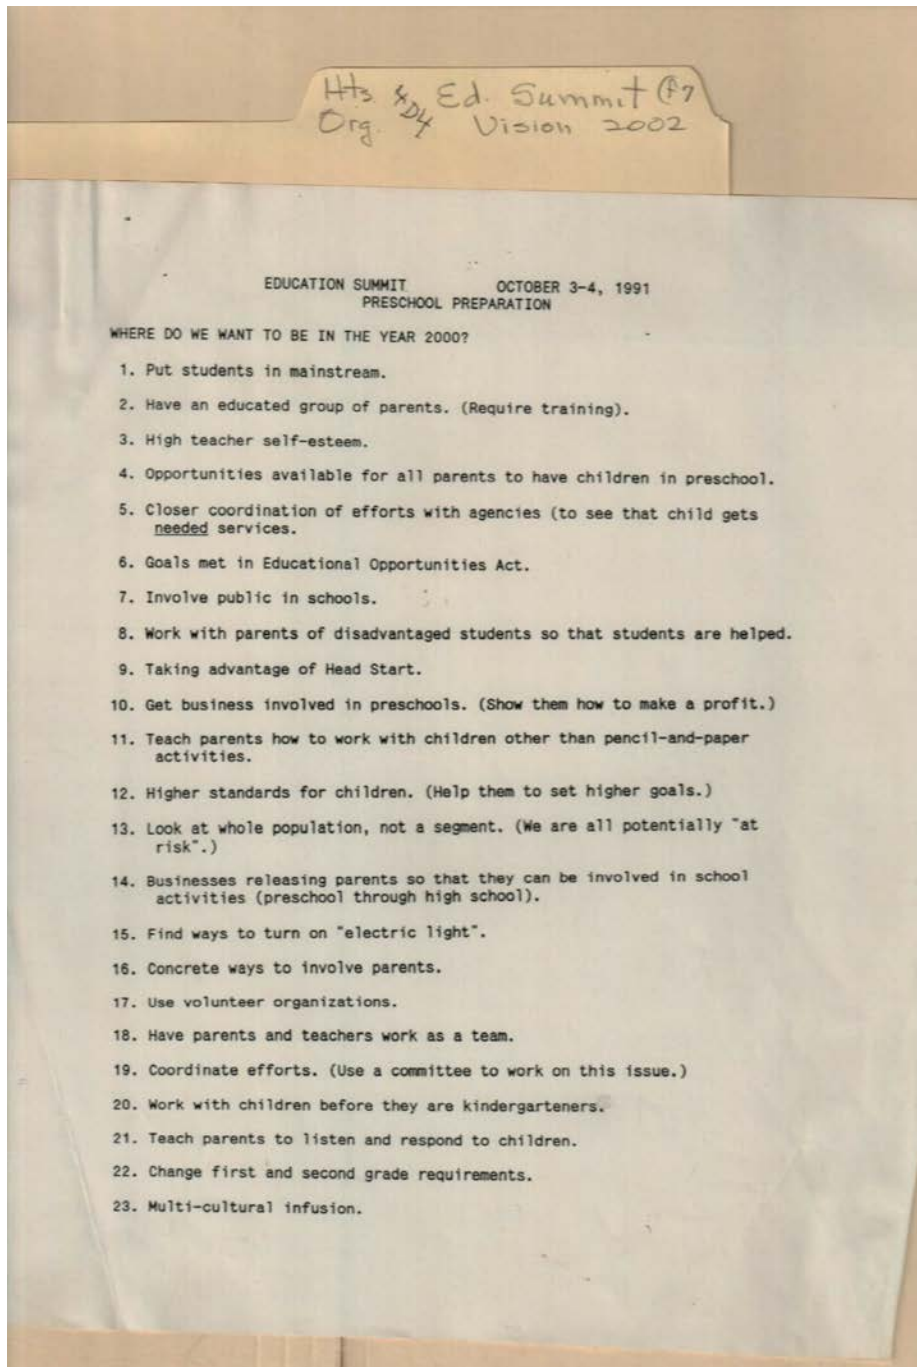 Hts & Ed. Summit
Org. D4 Vision 2002
EDUCATION SUMMIT OCTOBER 3-4, 1991
PRESCHOOL PREPARATION
WHERE DO WE WANT TO BE IN THE YEAR 2000?
1. Put students in mainstream.
2. Have an educated group of parents. (Require training).
3. High teacher self-esteem.
4. Opportunities available for all parents to have children in preschool.
5. Closer coordination of efforts with agencies (to see that child gets
needed services.
6. Goals met in Educational Opportunities Act.
7. Involve public in schools.
8. Work with parents of disadvantaged students so that students are helped.
9. Taking advantage of Head Start.
10. Get business involved in preschools. (Show them how to make a profit.)
11. Teach parents how to work with children other than pencil-and-paper
activities.
12. Higher standards for children. (Help them to set higher goals.)
13. Look at whole population, not a segment. (We are all potentially "at
risk".)
14. Businesses releasing parents so that they can be involved in school
activities (preschool through high school).
15. Find ways to turn on "electric light".
16. Concrete ways to involve parents.
17. Use volunteer organizations.
18. Have parents and teachers work as a team.
19. Coordinate efforts. (Use a committee to work on this issue.)
20. Work with children before they are kindergarteners.
21. Teach parents to listen and respond to children.
22. Change first and second grade requirements.
23. Multi-cultural infusion.